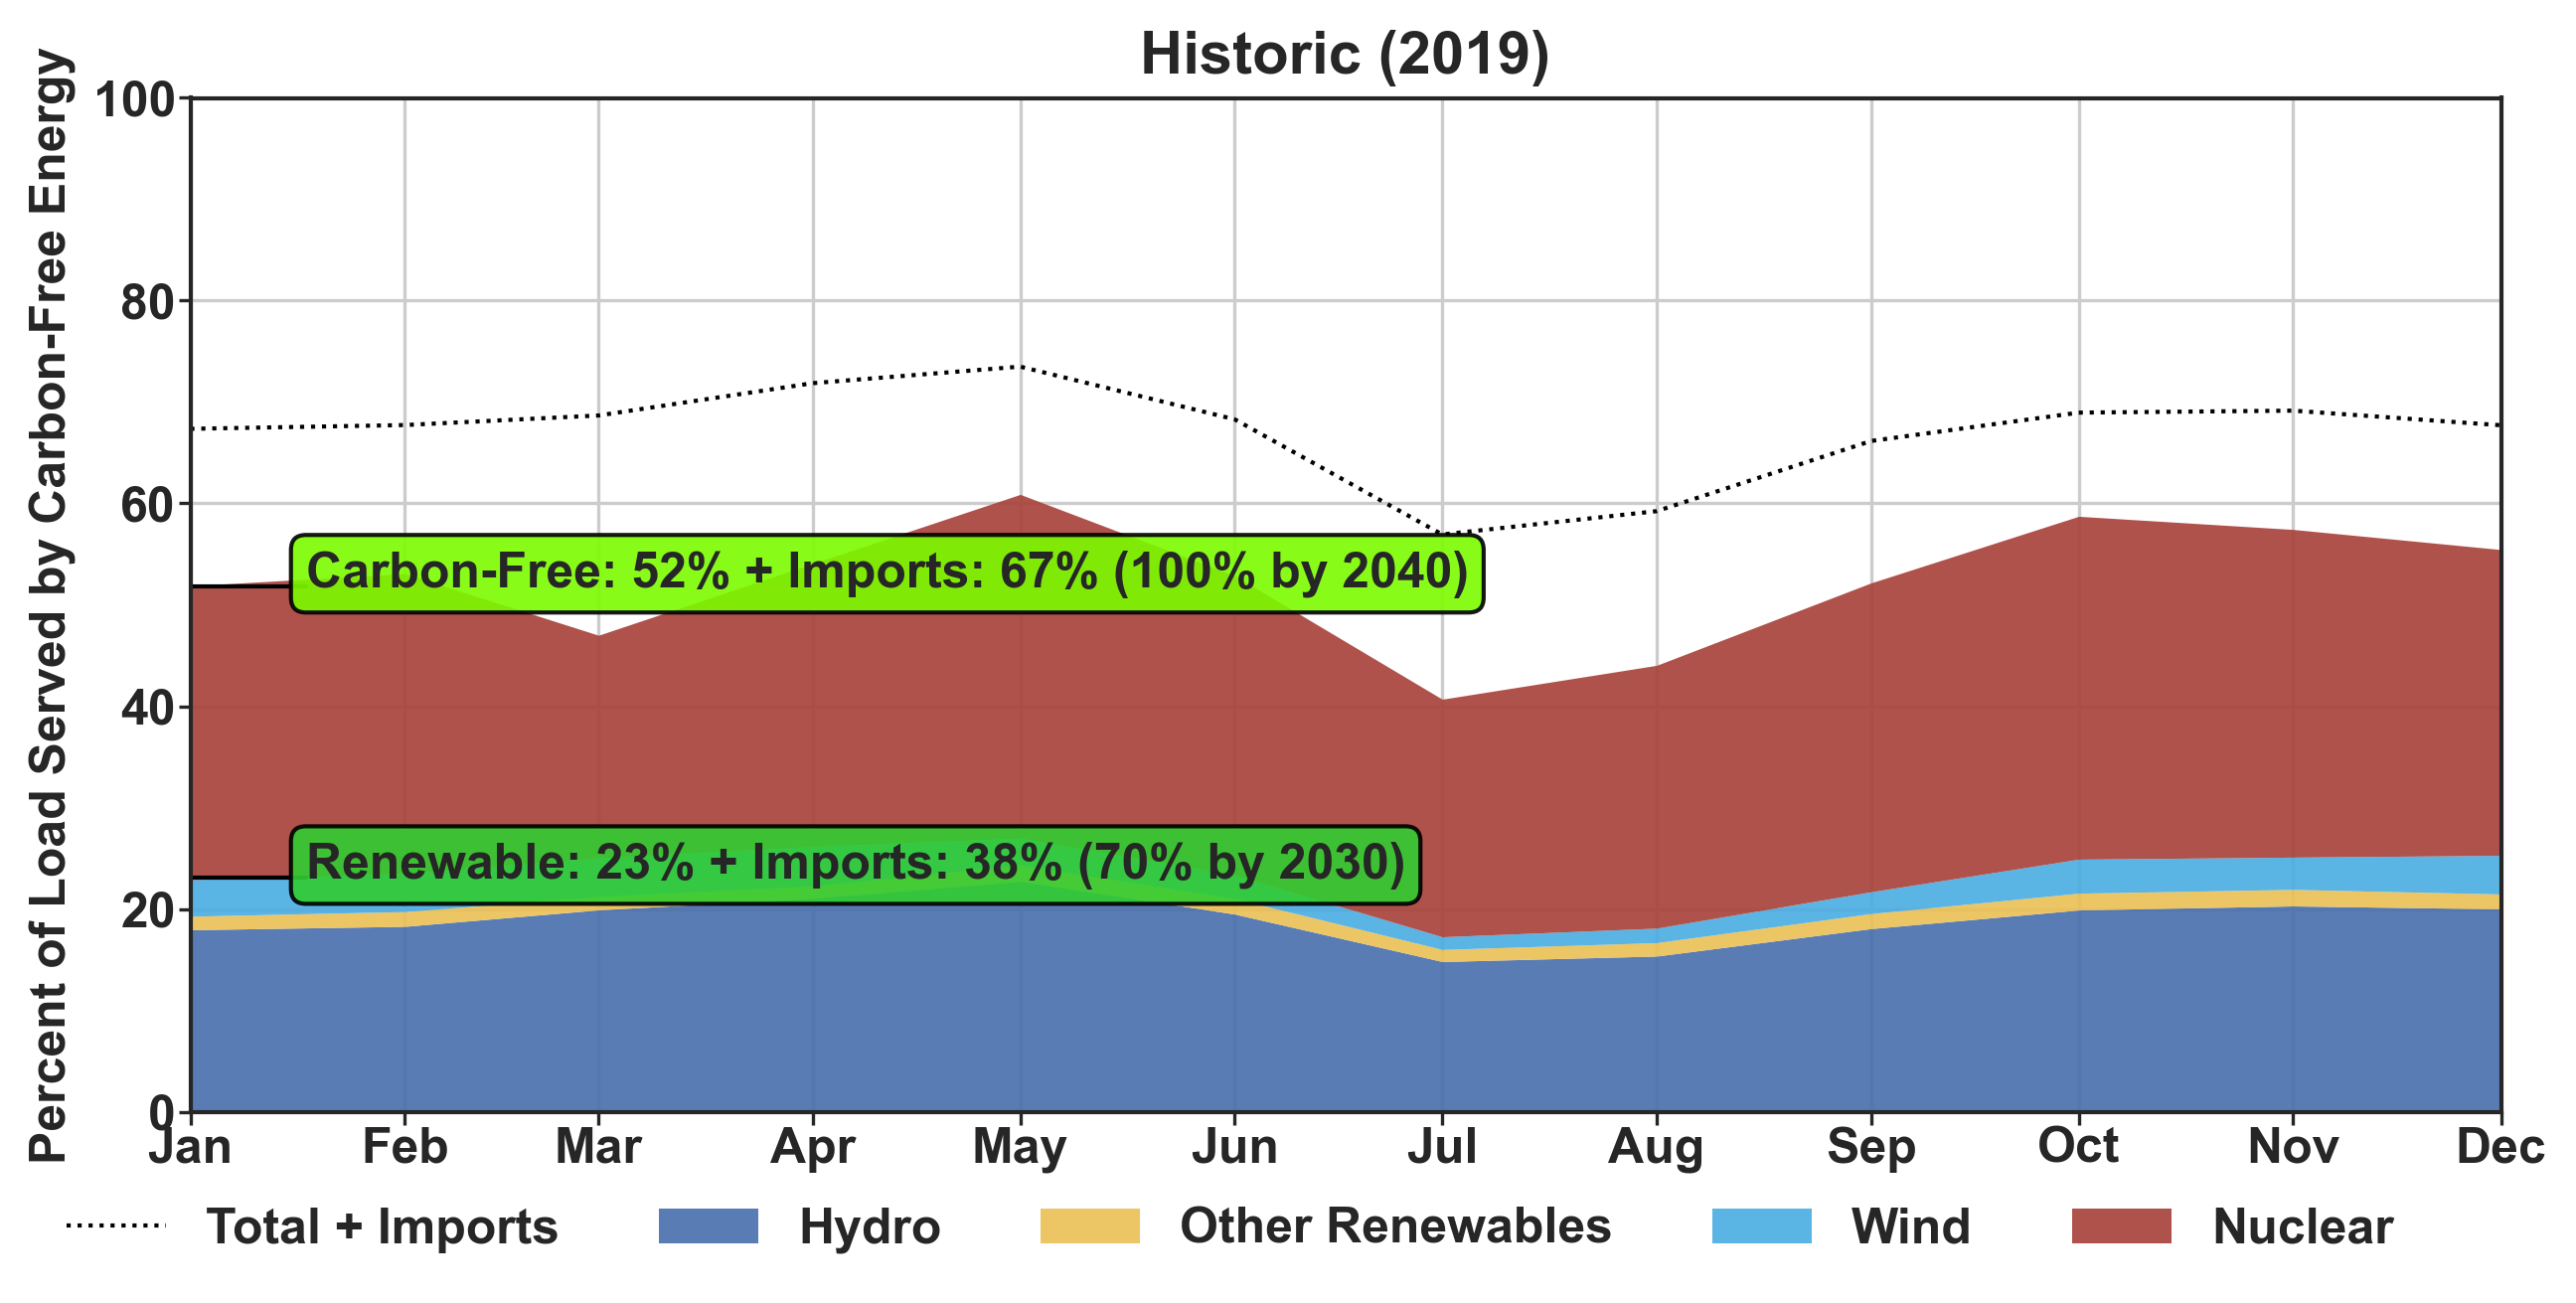 Historic (2019)
Percent of Load Served by Carbon-Free Energy
100
80
60
40
20
0
Carbon-Free: 52% + Imports: 67% (100% by 2040)
Renewable: 23% + Imports: 38% (70% by 2030)
Jan Feb Mar Apr May Jun Jul Aug Sep Oct Nov Dec
Total + Imports Hydro Other Renewables Wind Nuclear